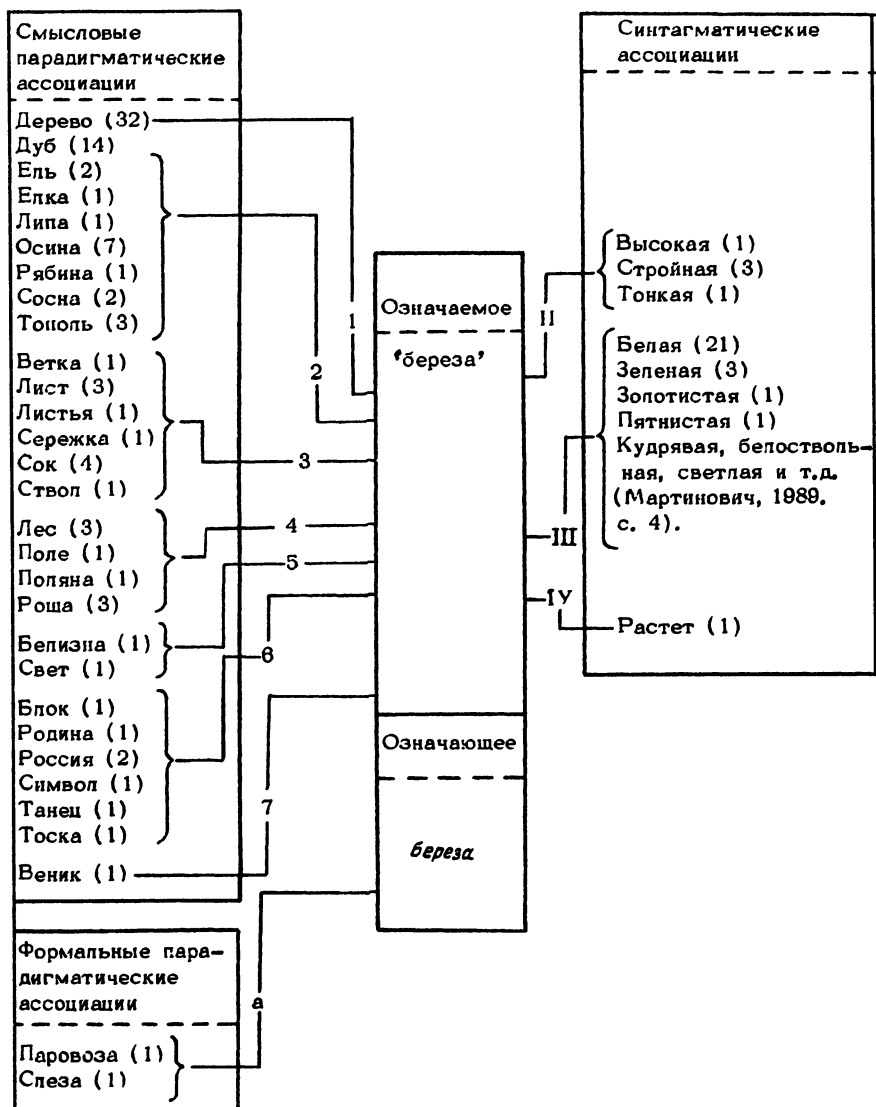 Смысловые
парадигматические
ассоциации
Дерево (32)
Дуб (14)
Ель (2)
Елка (1)
Липа (1)
Осина (7)
Рябина (1)
Сосна (2)
Тополь (3)
Ветка (1)
Лист (3)
Листья (1)
Сережка (1)
Сок (4)
Ствол (1)
Лес (3)
Поле (1)
Поляна (1)
Роша (3)
Белизна (1)
Свет (1)
Блок (1)
Родина (1)
Россия (2)
Символ (1)
Танец (1)
Тоска (1)
Веник (1)
Формальные пара-
дигматические
ассоциации
Паровоза (1)
Слеза (1)
1
2
3
4
5
6
7
а
Означаемое
'береза'
Означающее
береза
II
III
IY
Синтагматические
ассоциации
Высокая (1)
Стройная (3)
Тонкая (1)
Белая (21)
Зеленая (3)
Золотистая (1)
Пятнистая (1)
Кудрявая, белостволь-
ная, светлая и т.д.
(Мартинович, 1989.
с. 4).
Растет (1)